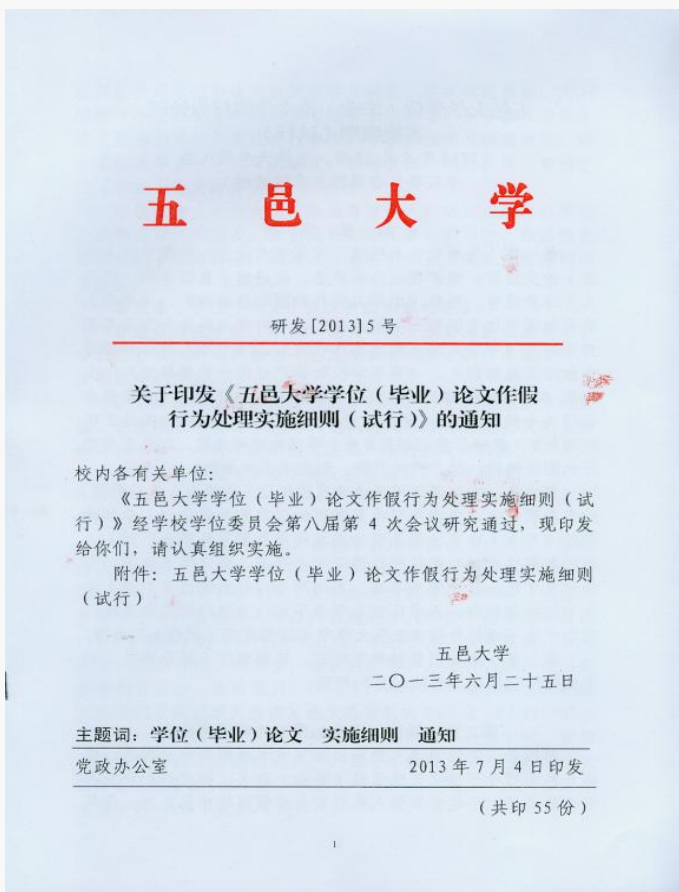 五邑大学
研发[2013]5号
关于印发《五邑大学学位（毕业）论文作假
行为处理实施细则（试行）》的通知
校内各有关单位：
《五邑大学学位（毕业）论文作假行为处理实施细则（试
行）》经学校学位委员会第八届第 4 次会议研究通过，现印发
给你们，请认真组织实施。
附件：五邑大学学位（毕业）论文作假行为处理实施细则
（试行）
五邑大学
二〇一三年六月二十五日
主题词：学位（毕业）论文 实施细则 通知
党政办公室 2013 年 7 月 4 日印发
（共印 55 份）
1